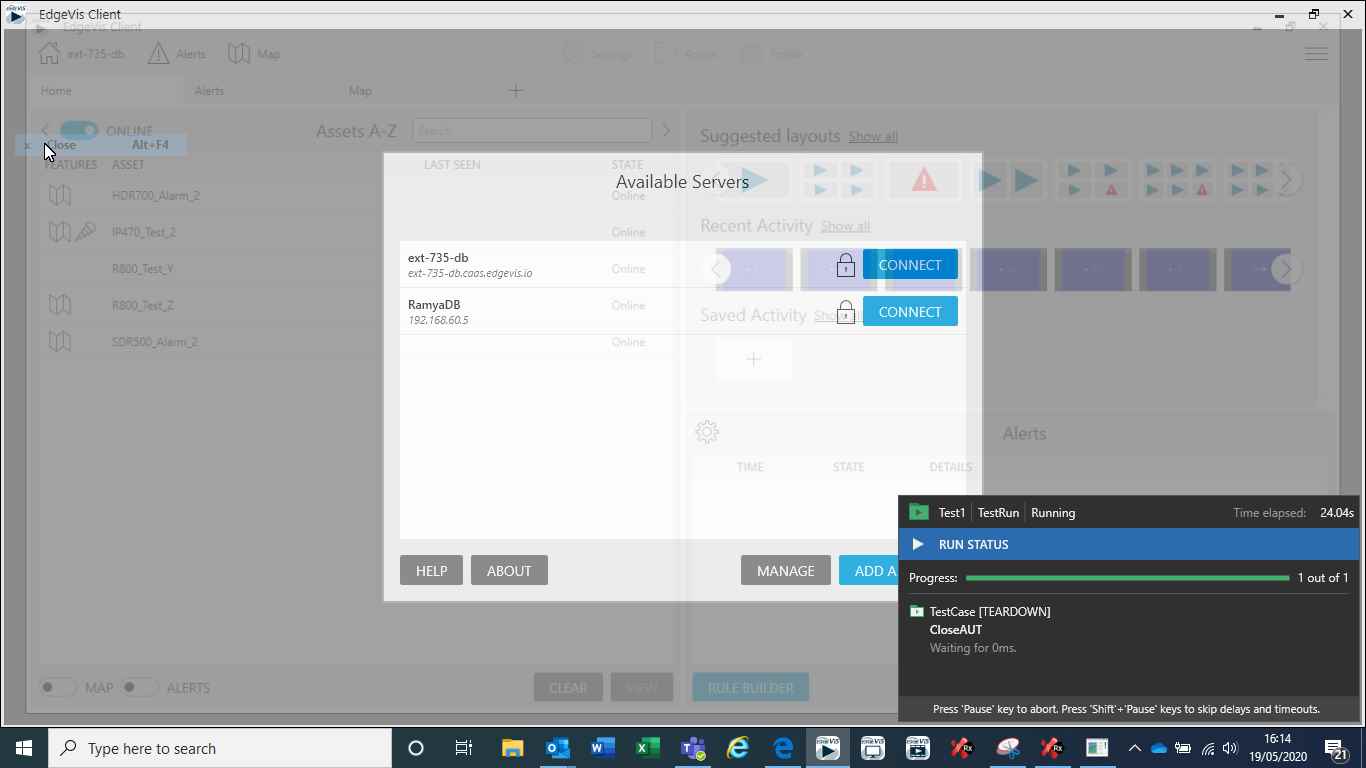 EdgeVis Client
EdgeVis Client
ext-735-db Alerts Map
Home Alerts Map
ONLINE Assets A-Z Search
Suggested layouts Show all
x Close Alt+F4
FEATURES ASSET LAST SEEN STATE
Available Servers
HDR700_Alarm_2 Online
IP470_Test_2 Online
R800_Test_Y Online
R800_Test_Z Online
SDR500_Alarm_2 Online
Recent Activity Show all
ext-735-db
ext-735-db.caas.edgevis.io
CONNECT
RamyaDB
192.168.60.5
CONNECT
Saved Activity Show all
Alerts
TIME STATE DETAILS
HELP ABOUT MANAGE ADD A
MAP ALERTS CLEAR VIEW RULE BUILDER
Test1 TestRun Running Time elapsed: 24.04s
RUN STATUS
Progress: 1 out of 1
TestCase [TEARDOWN]
CloseAUT
Waiting for 0ms.
Press 'Pause' key to abort. Press 'Shift'+'Pause' keys to skip delays and timeouts.
Type here to search
16:14
19/05/2020
21